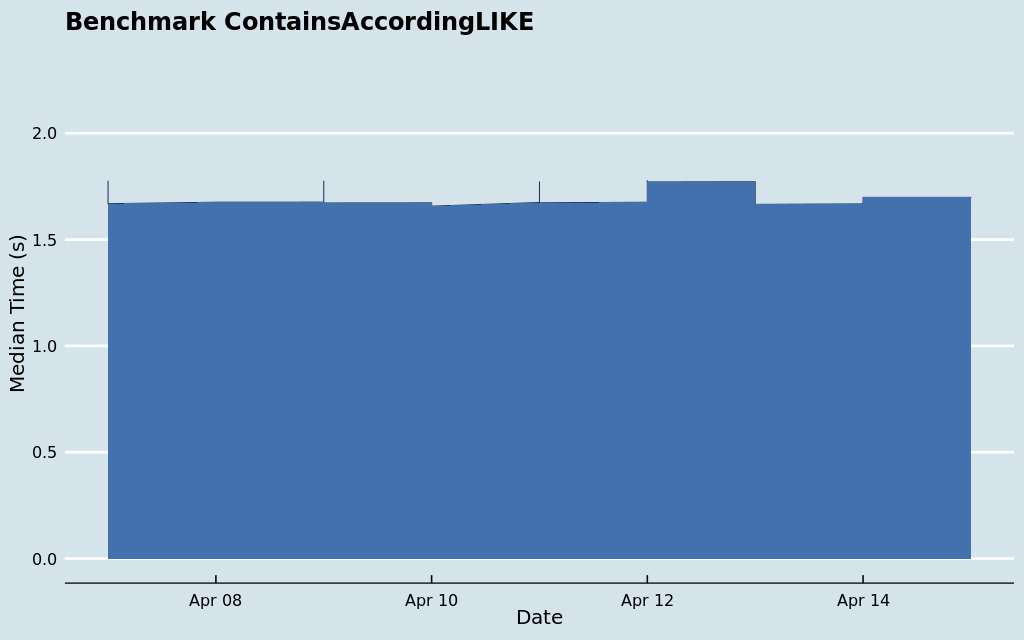 Benchmark ContainsAccordingLIKE
Median Time (s)
2.0
1.5
1.0
0.5
0.0
Apr 08
Apr 10
Apr 12
Apr 14
Date